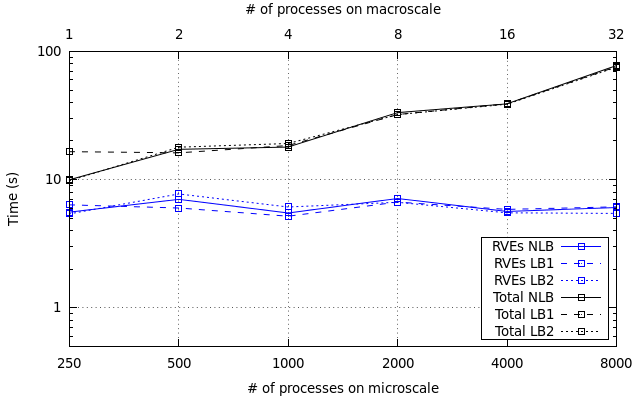 # of processes on macroscale
1 2 4 8 16 32
100
10
1
Time (s)
RVEs NLB
RVEs LB1
RVEs LB2
Total NLB
Total LB1
Total LB2
250 500 1000 2000 4000 8000
# of processes on microscale